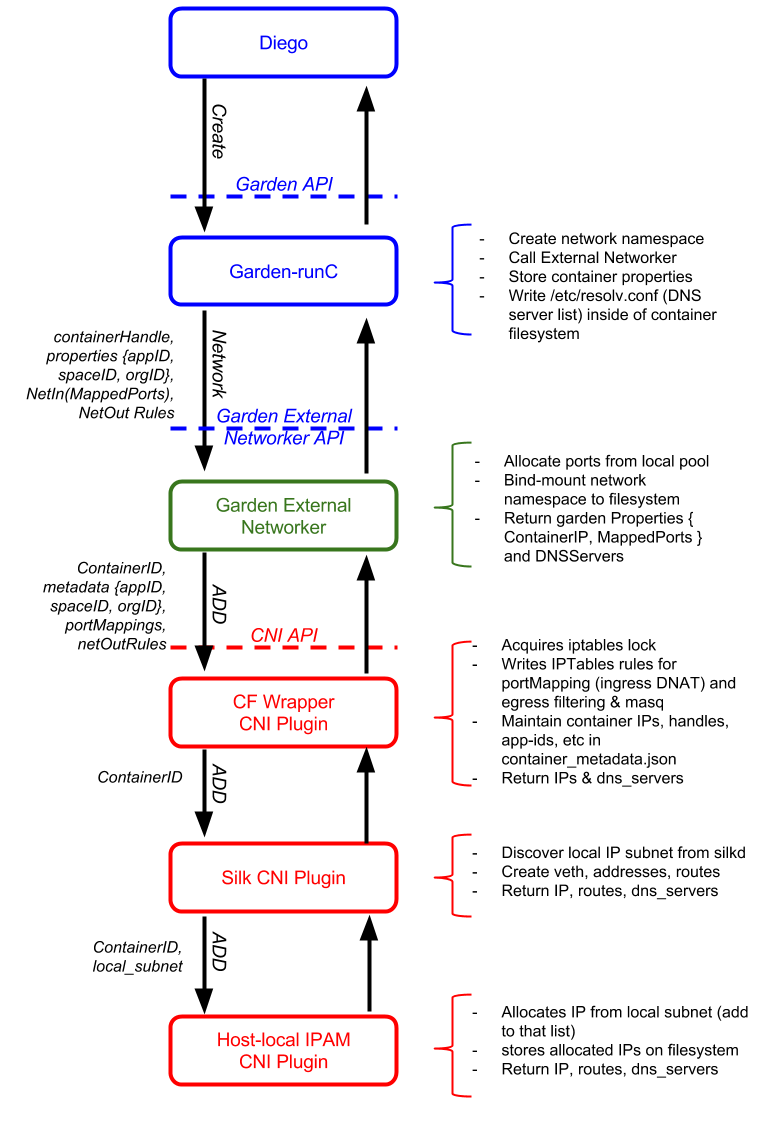 Diego
Create
Garden API
Garden-runC
- Create network namespace
- Call External Networker
- Store container properties
- Write /etc/resolv.conf (DNS
server list) inside of container
filesystem
containerHandle,
properties {appID,
spaceID, orgID},
NetIn(MappedPorts),
NetOut Rules
Network
Garden External
Networker API
Garden External
Networker
- Allocate ports from local pool
- Bind-mount network
namespace to filesystem
- Return garden Properties {
ContainerIP, MappedPorts }
and DNSServers
ContainerID,
metadata {appID,
spaceID, orgID},
portMappings,
netOutRules
ADD
CNI API
CF Wrapper
CNI Plugin
- Acquires iptables lock
- Writes IPTables rules for
portMapping (ingress DNAT) and
egress filtering & masq
- Maintain container IPs, handles,
app-ids, etc in
container_metadata.json
- Return IPs & dns_servers
ContainerID
ADD
Silk CNI Plugin
- Discover local IP subnet from silkd
- Create veth, addresses, routes
- Return IP, routes, dns_servers
ContainerID,
local_subnet
ADD
Host-local IPAM
CNI Plugin
- Allocates IP from local subnet (add
to that list)
- stores allocated IPs on filesystem
- Return IP, routes, dns_servers